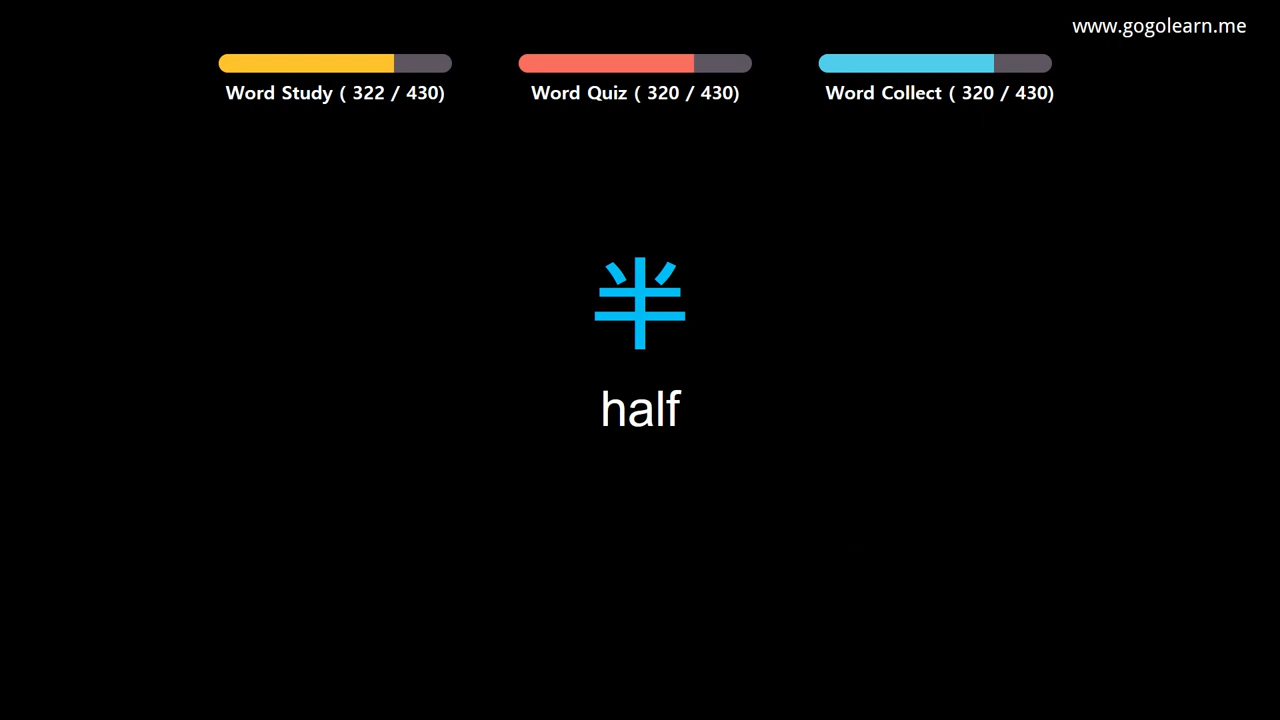 www.gogolearn.me
Word Study ( 322 / 430)
Word Quiz ( 320 / 430)
Word Collect ( 320 / 430)
半
half